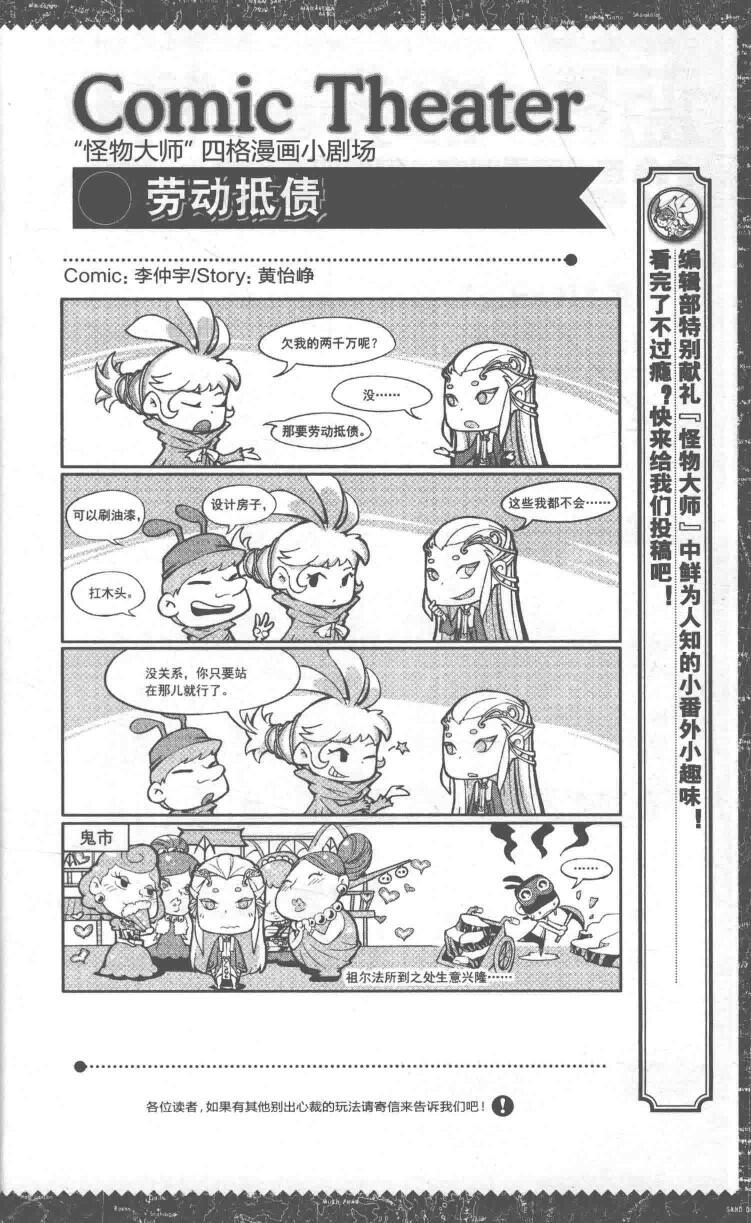 Comic Theater
“怪物大师”四格漫画小剧场
劳动抵债
Comic: 李仲宇/Story: 黄怡峥
欠我的两千万呢？
没……
那要劳动抵债。
可以刷油漆，
设计房子，
扛木头。
这些我都不会……
没关系，你只要站
在那儿就行了。
鬼市
……
祖尔法所到之处生意兴隆……
编辑部特别献礼『怪物大师』中鲜为人知的小番外小趣味！
看完了不过瘾？快来给我们投稿吧！
各位读者，如果有其他别出心裁的玩法请寄信来告诉我们吧！